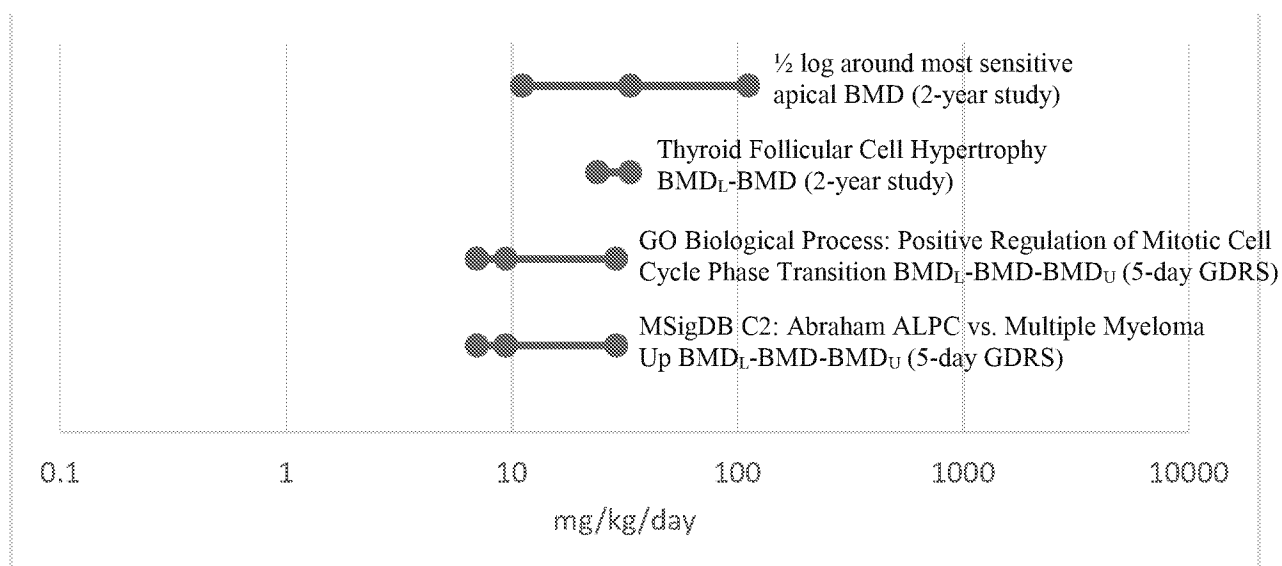 ½ log around most sensitive
apical BMD (2-year study)
Thyroid Follicular Cell Hypertrophy
BMDL-BMD (2-year study)
GO Biological Process: Positive Regulation of Mitotic Cell
Cycle Phase Transition BMDL-BMD-BMDU (5-day GDRS)
MSigDB C2: Abraham ALPC vs. Multiple Myeloma
Up BMDL-BMD-BMDU (5-day GDRS)
0.1 1 10 100 1000 10000
mg/kg/day